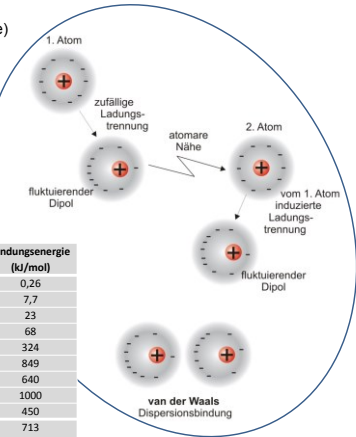 e)
1. Atom
zufällige
Ladungs-
trennung
atomare
Nähe
2. Atom
fluktuierender
Dipol
vom 1. Atom
induzierte
Ladungs-
trennung
fluktuierender
Dipol
van der Waals
Dispersionsbindung
ndungsenergie
(kJ/mol)
0,26
7,7
23
68
324
849
640
1000
450
713